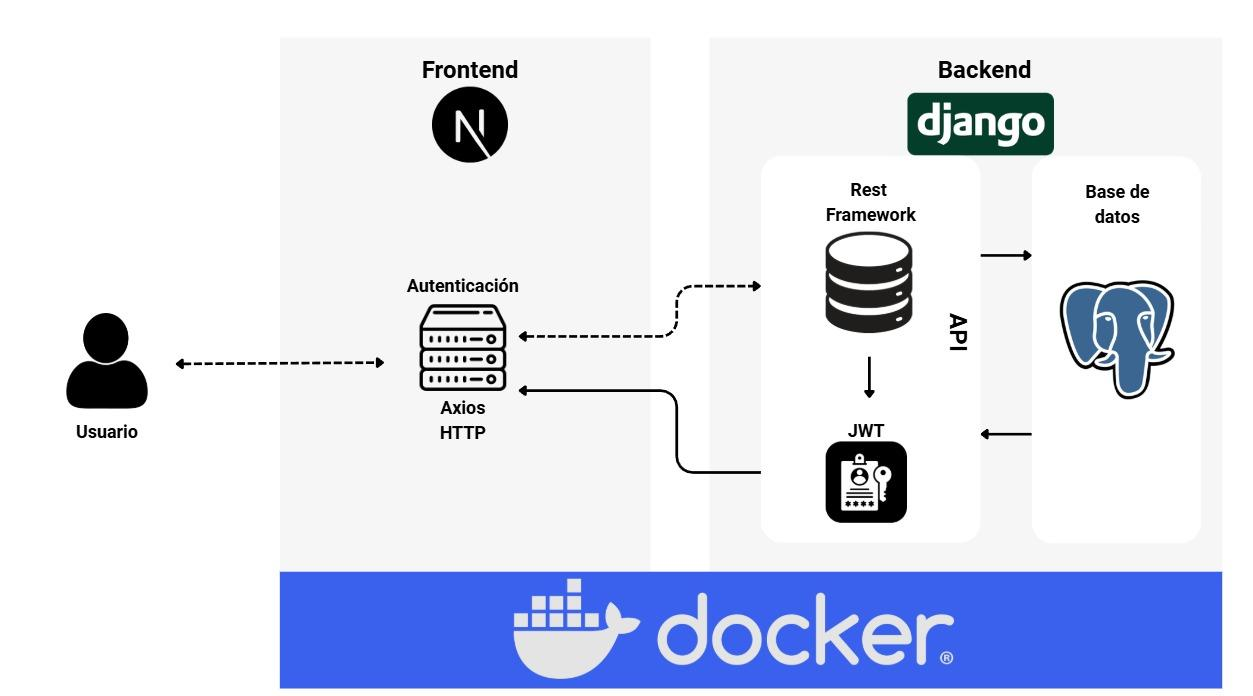 Frontend
Backend
N
django
Rest
Framework
Base de
datos
Autenticación
API
Axios
HTTP
Usuario
JWT
****
docker®